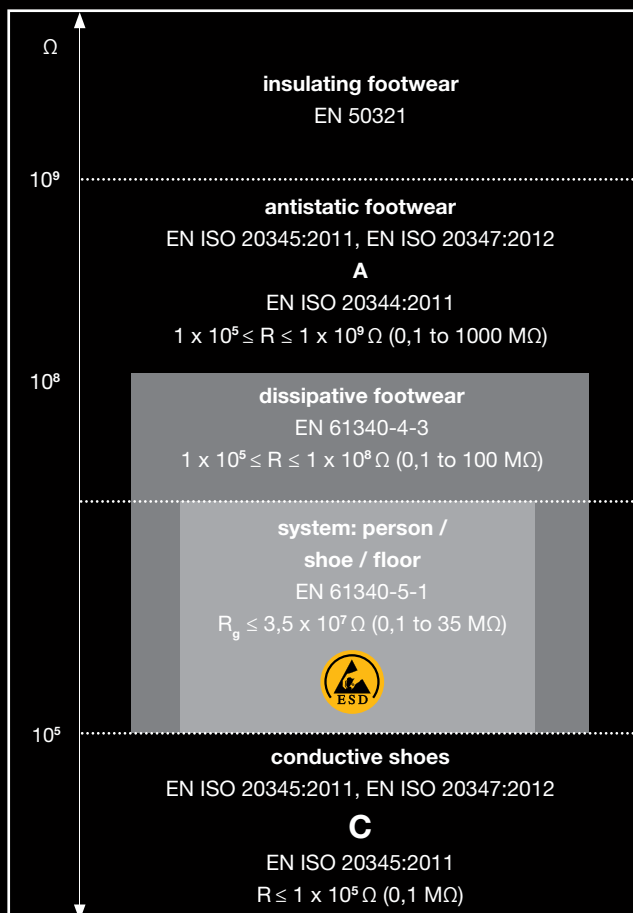 Ω
insulating footwear
EN 50321
10⁹
antistatic footwear
EN ISO 20345:2011, EN ISO 20347:2012
A
EN ISO 20344:2011
1 x 10⁵ ≤ R ≤ 1 x 10⁹ Ω (0,1 to 1000 MΩ)
10⁸
dissipative footwear
EN 61340-4-3
1 x 10⁵ ≤ R ≤ 1 x 10⁸ Ω (0,1 to 100 MΩ)
system: person /
shoe / floor
EN 61340-5-1
R_g ≤ 3,5 x 10⁷ Ω (0,1 to 35 MΩ)
ESD
10⁵
conductive shoes
EN ISO 20345:2011, EN ISO 20347:2012
C
EN ISO 20345:2011
R ≤ 1 x 10⁵ Ω (0,1 MΩ)